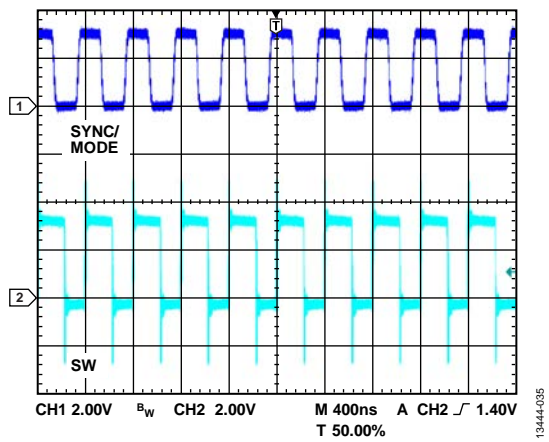 T
1
SYNC/
MODE
2
SW
CH1 2.00V BW CH2 2.00V M 400ns A CH2 1.40V
T 50.00%
13444-035